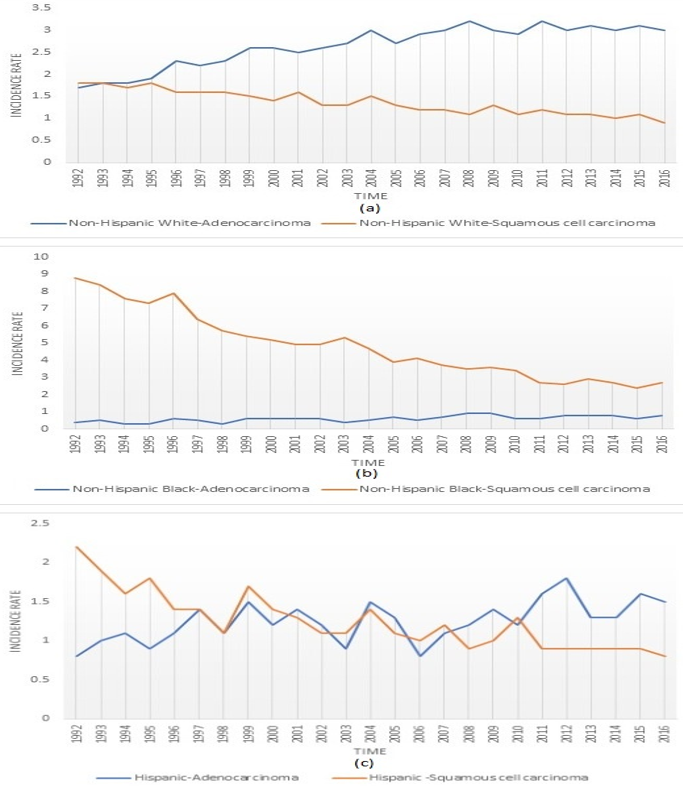 3.5
3
2.5
2
1.5
1
0.5
0
INCIDENCE RATE
1992 1993 1994 1995 1996 1997 1998 1999 2000 2001 2002 2003 2004 2005 2006 2007 2008 2009 2010 2011 2012 2013 2014 2015 2016
TIME
(a)
Non-Hispanic White-Adenocarcinoma Non-Hispanic White-Squamous cell carcinoma
10
9
8
7
6
5
4
3
2
1
0
INCIDENCE RATE
1992 1993 1994 1995 1996 1997 1998 1999 2000 2001 2002 2003 2004 2005 2006 2007 2008 2009 2010 2011 2012 2013 2014 2015 2016
TIME
(b)
Non-Hispanic Black-Adenocarcinoma Non-Hispanic Black-Squamous cell carcinoma
2.5
2
1.5
1
0.5
0
INCIDENCE RATE
1992 1993 1994 1995 1996 1997 1998 1999 2000 2001 2002 2003 2004 2005 2006 2007 2008 2009 2010 2011 2012 2013 2014 2015 2016
TIME
(c)
Hispanic-Adenocarcinoma Hispanic -Squamous cell carcinoma